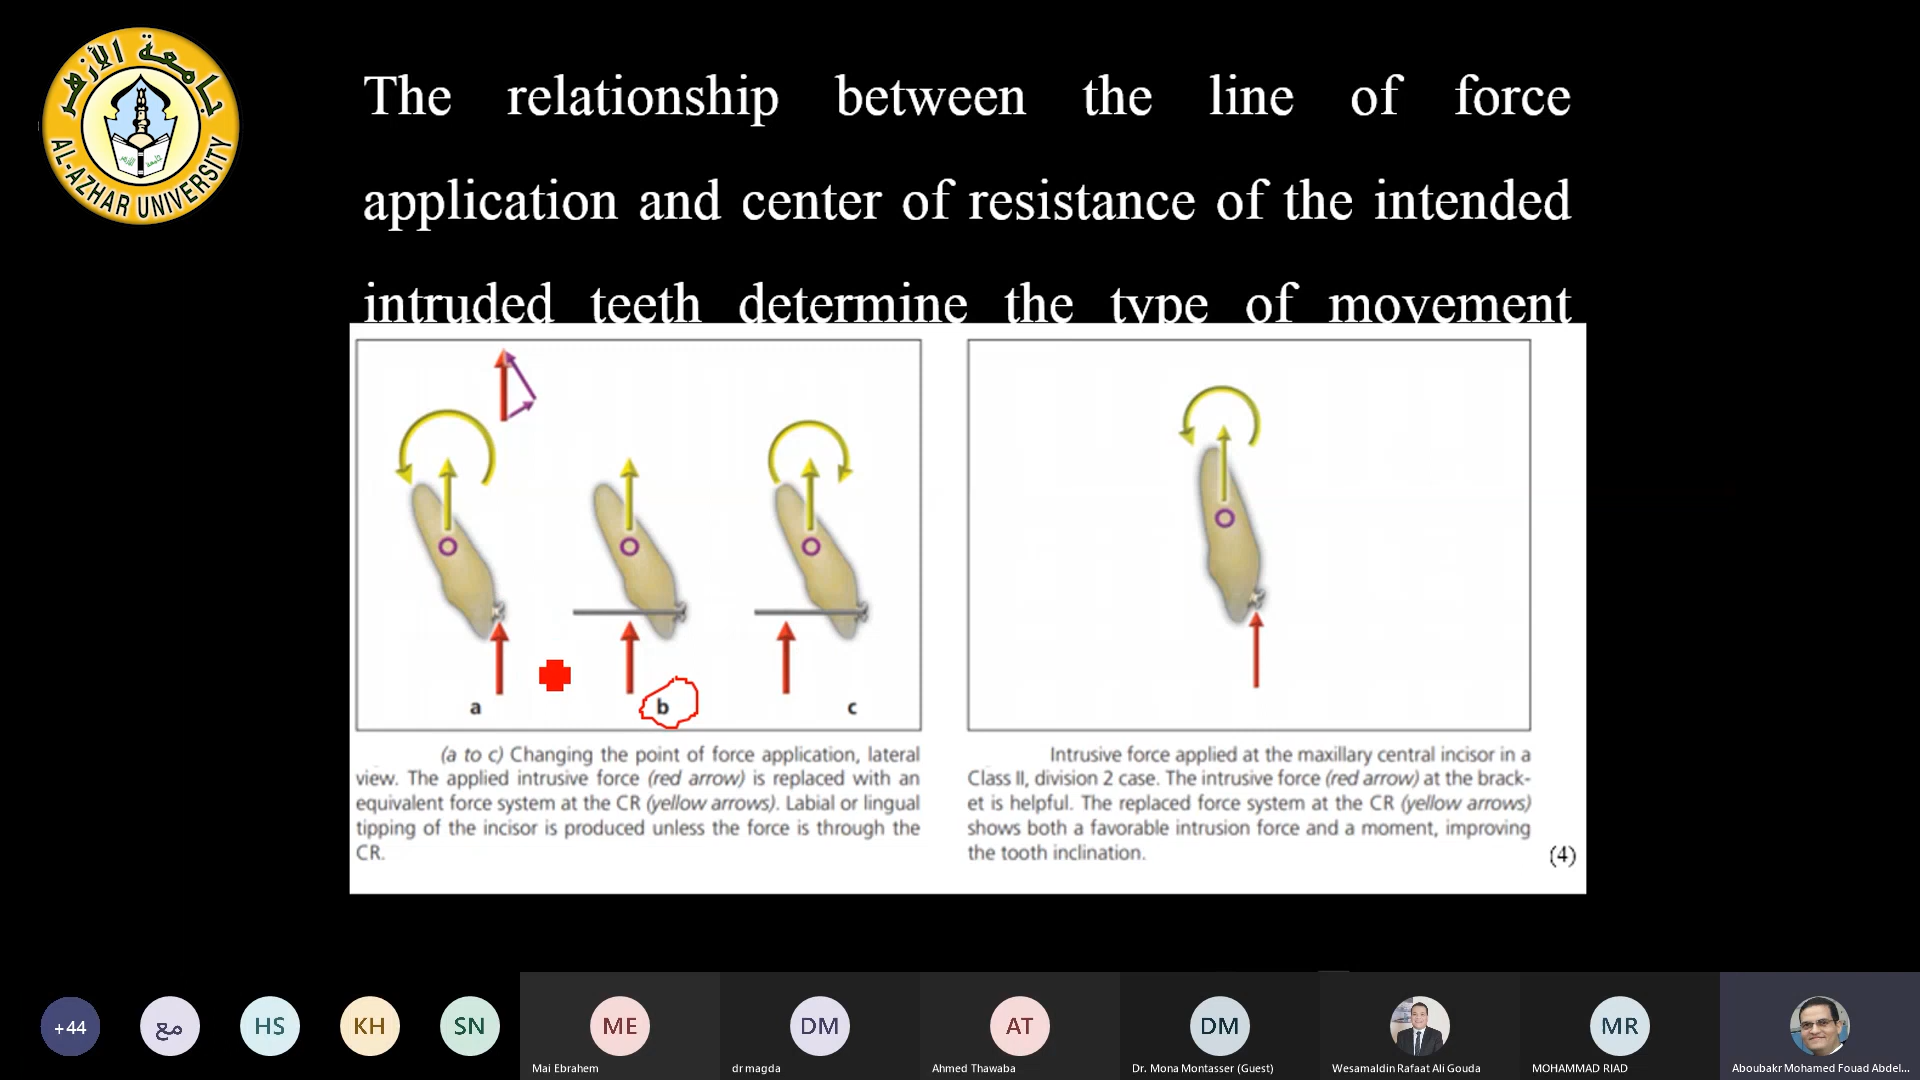 جامعة الأزهر
AL-AZHAR UNIVERSITY
The relationship between the line of force
application and center of resistance of the intended
intruded teeth determine the type of movement
a
b
c
(a to c) Changing the point of force application, lateral
view. The applied intrusive force (red arrow) is replaced with an
equivalent force system at the CR (yellow arrows). Labial or lingual
tipping of the incisor is produced unless the force is through the
CR.
Intrusive force applied at the maxillary central incisor in a
Class II, division 2 case. The intrusive force (red arrow) at the brack-
et is helpful. The replaced force system at the CR (yellow arrows)
shows both a favorable intrusion force and a moment, improving
the tooth inclination.
(4)
+44
مع
HS
KH
SN
ME
DM
AT
DM
MR
Mai Ebrahem
dr magda
Ahmed Thawaba
Dr. Mona Montasser (Guest)
Wesamaldin Rafaat Ali Gouda
MOHAMMAD RIAD
Aboubakr Mohamed Fouad Abdel...